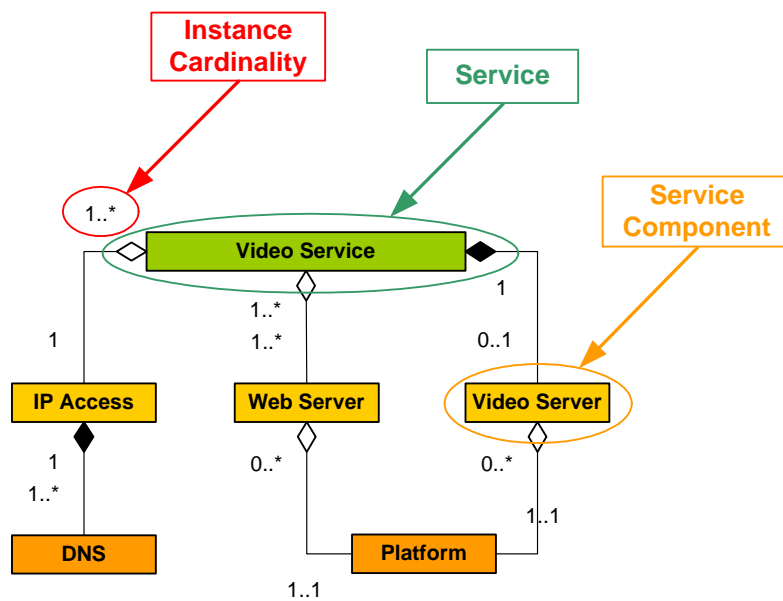 Instance
Cardinality
Service
Service
Component
1..*
Video Service
1..*
1
1
1..*
0..1
IP Access
Web Server
Video Server
1
0..*
0..*
1..*
1..1
DNS
Platform
1..1